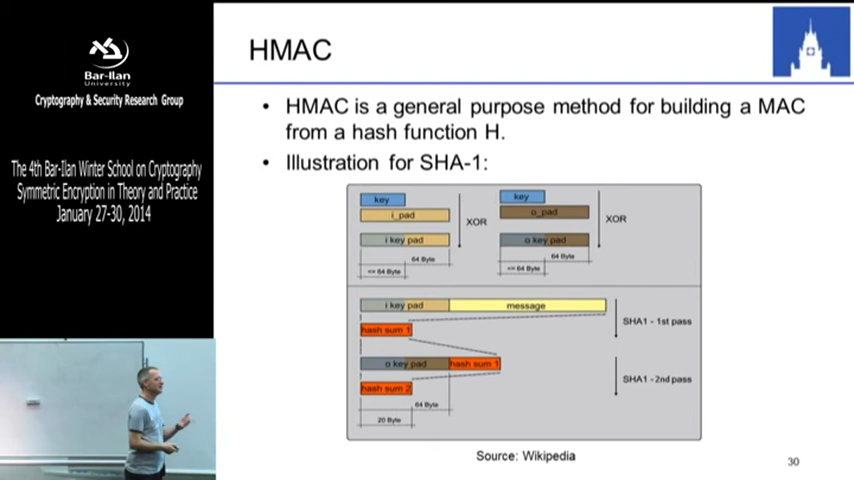 Bar-Ilan
University
Cryptography & Security Research Group
The 4th Bar-Ilan Winter School on Cryptography
Symmetric Encryption in Theory and Practice
January 27-30, 2014
HMAC
• HMAC is a general purpose method for building a MAC
from a hash function H.
• Illustration for SHA-1:
key
i_pad
XOR
i key pad
64 Byte
<= 64 Byte
key
o_pad
XOR
o key pad
64 Byte
<= 64 Byte
i key pad
message
SHA1 - 1st pass
hash sum 1
o key pad
hash sum 1
SHA1 - 2nd pass
hash sum 2
64 Byte
20 Byte
Source: Wikipedia
30